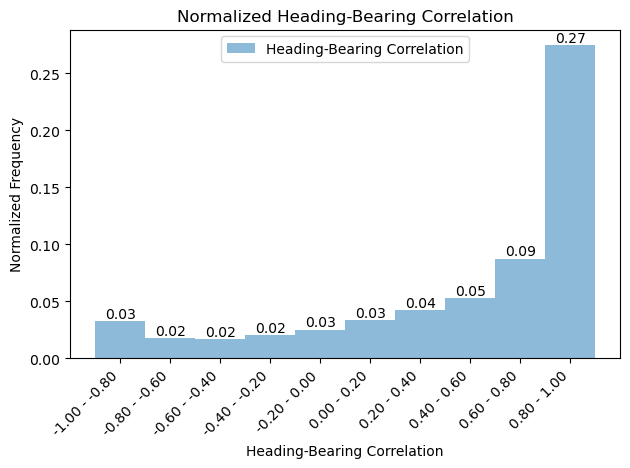 Normalized Heading-Bearing Correlation
Heading-Bearing Correlation
Normalized Frequency
0.25
0.20
0.15
0.10
0.05
0.00
0.03
0.02
0.02
0.02
0.03
0.03
0.04
0.05
0.09
0.27
-1.00 - -0.80
-0.80 - -0.60
-0.60 - -0.40
-0.40 - -0.20
-0.20 - 0.00
0.00 - 0.20
0.20 - 0.40
0.40 - 0.60
0.60 - 0.80
0.80 - 1.00
Heading-Bearing Correlation